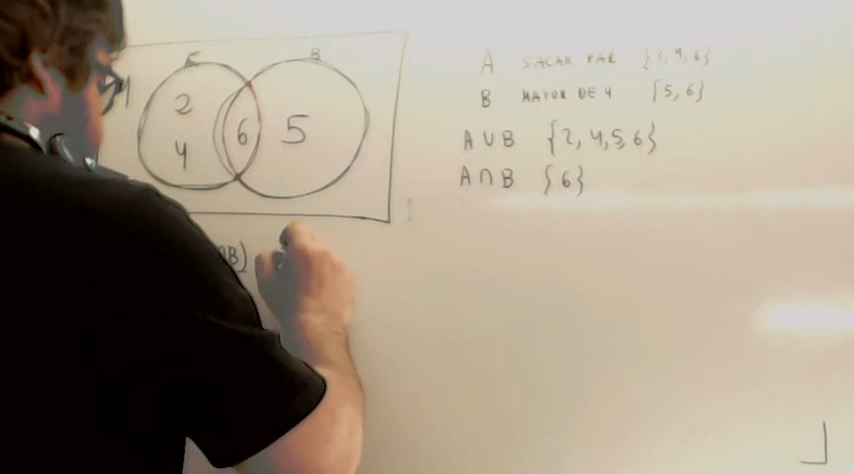 B
2
4
6
5
A SACAR PAR {2, 4, 6}
B MAYOR DE 4 {5, 6}
A∪B {2, 4, 5, 6}
A∩B {6}
B)